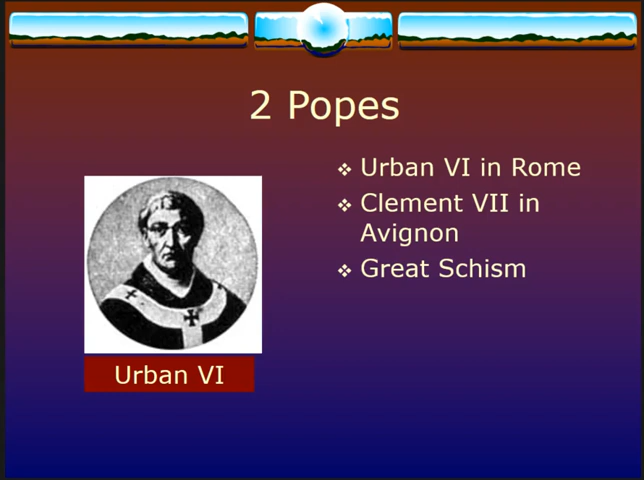 2 Popes
Urban VI in Rome
Clement VII in
Avignon
Great Schism
Urban VI